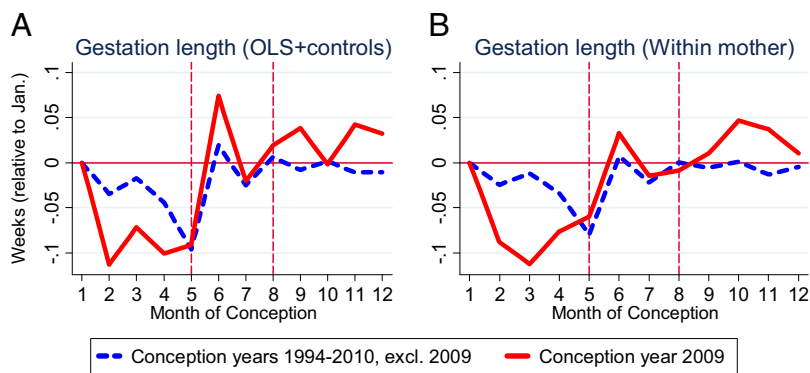 A
Gestation length (OLS+controls)
Weeks (relative to Jan.)
.1
.05
0
-.05
-.1
1 2 3 4 5 6 7 8 9 10 11 12
Month of Conception
B
Gestation length (Within mother)
.1
.05
0
-.05
-.1
1 2 3 4 5 6 7 8 9 10 11 12
Month of Conception
Conception years 1994-2010, excl. 2009
Conception year 2009